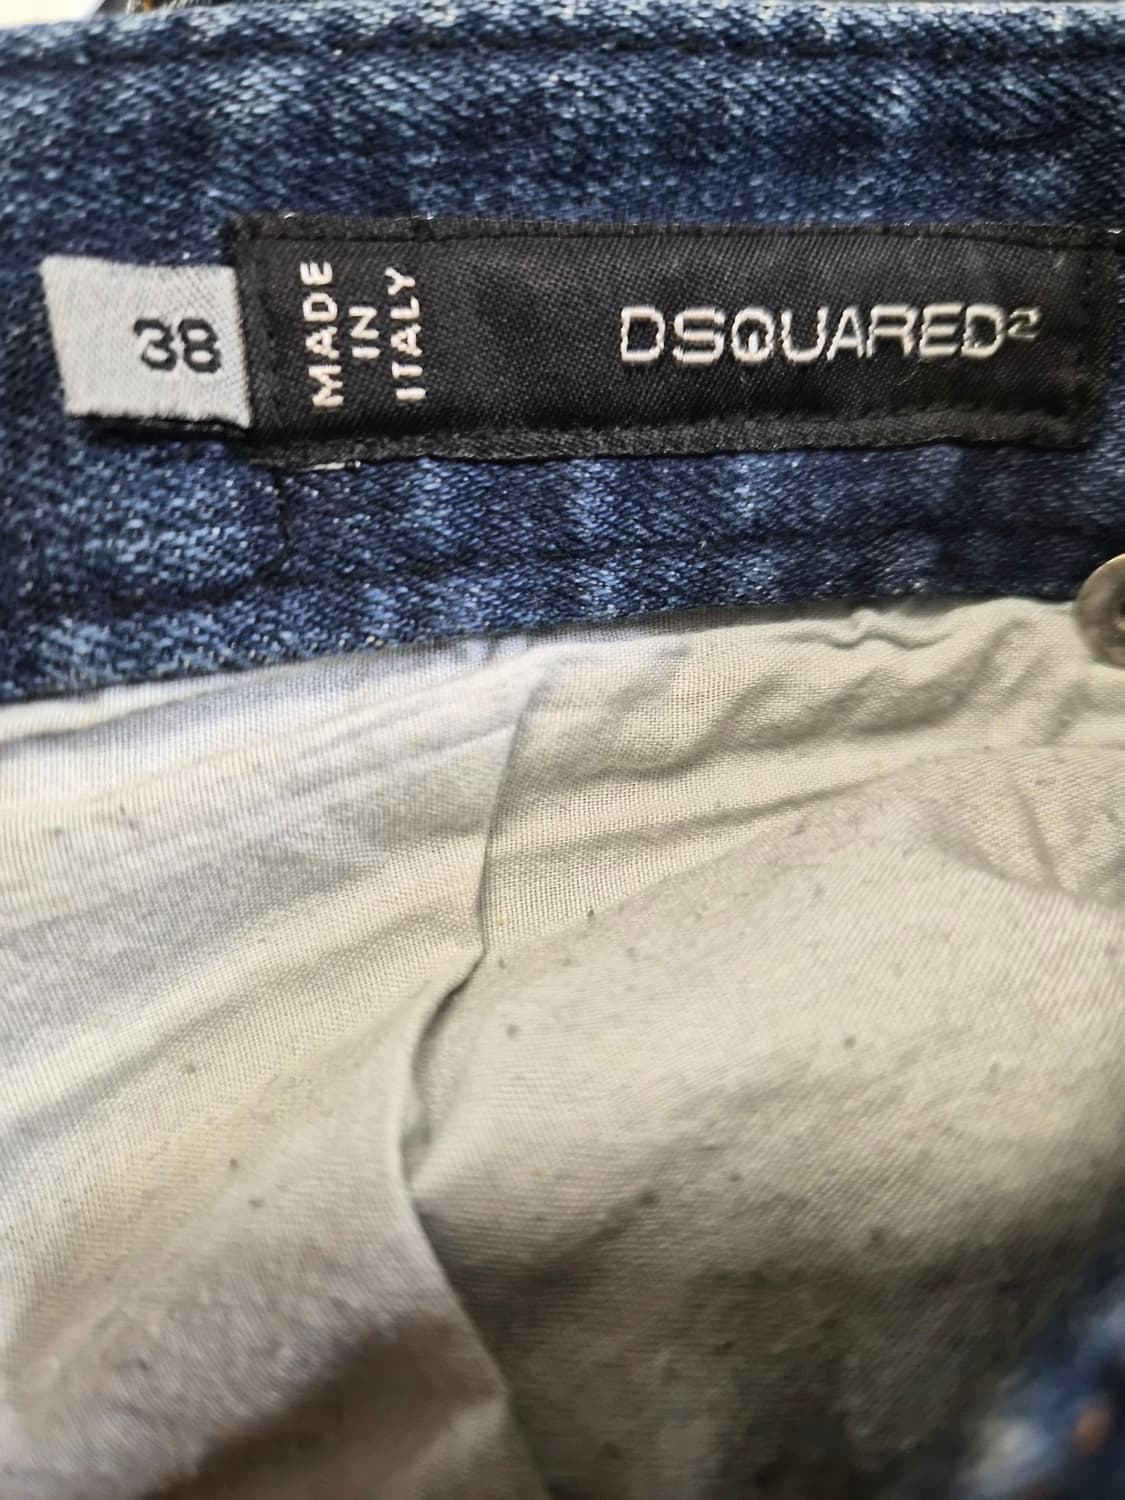 38
MADE
IN
ITALY
DSQUARED²